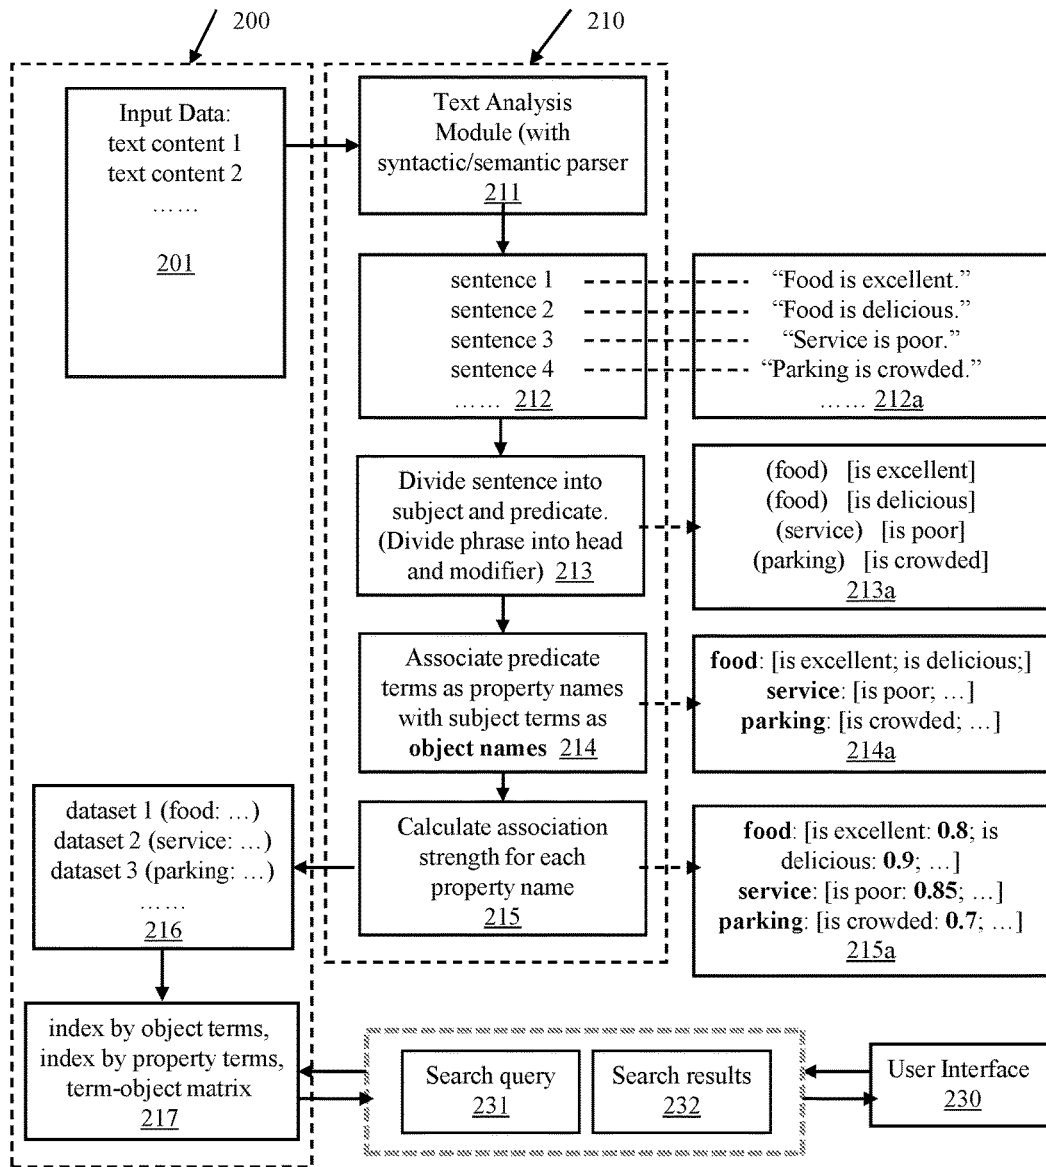 200
210
Input Data:
text content 1
text content 2
……
201
Text Analysis
Module (with
syntactic/semantic parser
211
sentence 1
sentence 2
sentence 3
sentence 4
…… 212
“Food is excellent.”
“Food is delicious.”
“Service is poor.”
“Parking is crowded.”
…… 212a
Divide sentence into
subject and predicate.
(Divide phrase into head
and modifier) 213
(food) [is excellent]
(food) [is delicious]
(service) [is poor]
(parking) [is crowded]
213a
Associate predicate
terms as property names
with subject terms as
object names 214
food: [is excellent; is delicious;]
service: [is poor; …]
parking: [is crowded; …]
214a
dataset 1 (food: …)
dataset 2 (service: …)
dataset 3 (parking: …)
……
216
Calculate association
strength for each
property name
215
food: [is excellent: 0.8; is
delicious: 0.9; …]
service: [is poor: 0.85; …]
parking: [is crowded: 0.7; …]
215a
index by object terms,
index by property terms,
term-object matrix
217
Search query
231
Search results
232
User Interface
230